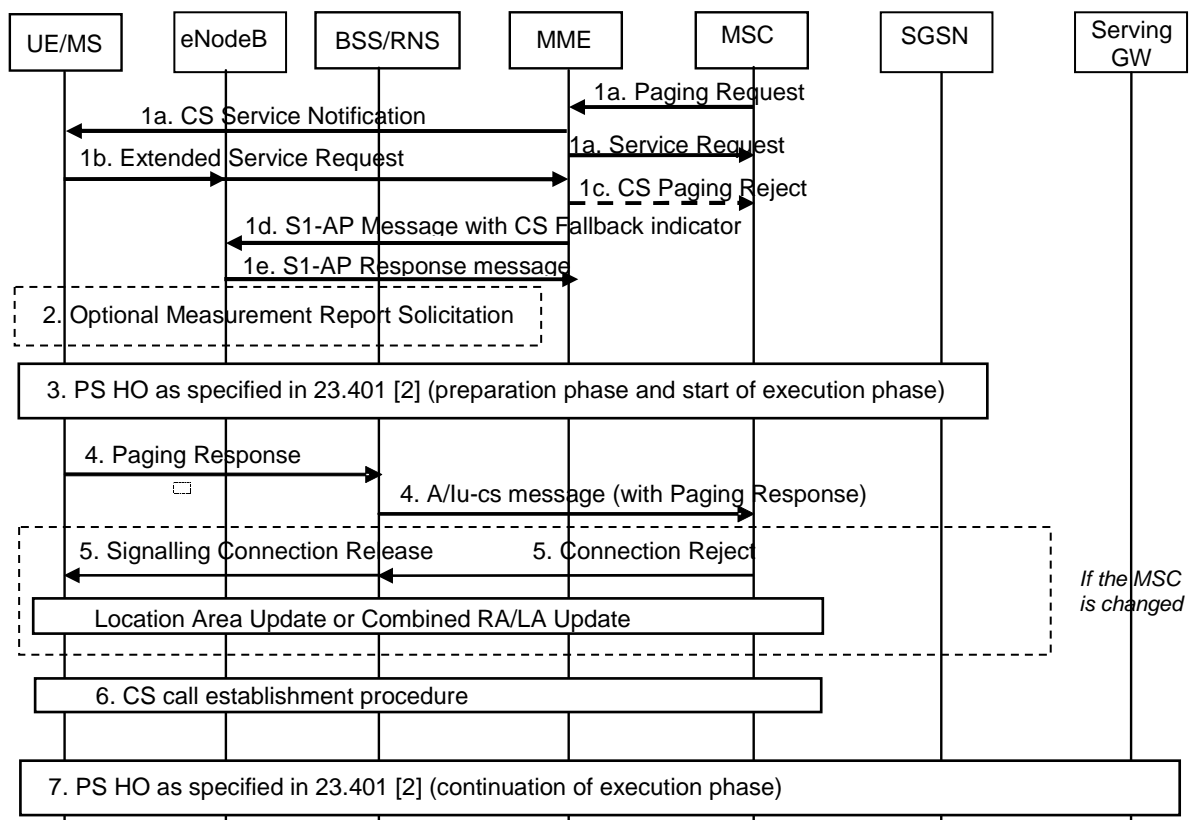 UE/MS
eNodeB
BSS/RNS
MME
MSC
SGSN
Serving
GW
1a. Paging Request
1a. CS Service Notification
1a. Service Request
1b. Extended Service Request
1c. CS Paging Reject
1d. S1-AP Message with CS Fallback indicator
1e. S1-AP Response message
2. Optional Measurement Report Solicitation
3. PS HO as specified in 23.401 [2] (preparation phase and start of execution phase)
4. Paging Response
4. A/Iu-cs message (with Paging Response)
5. Signalling Connection Release
5. Connection Reject
If the MSC
is changed
Location Area Update or Combined RA/LA Update
6. CS call establishment procedure
7. PS HO as specified in 23.401 [2] (continuation of execution phase)